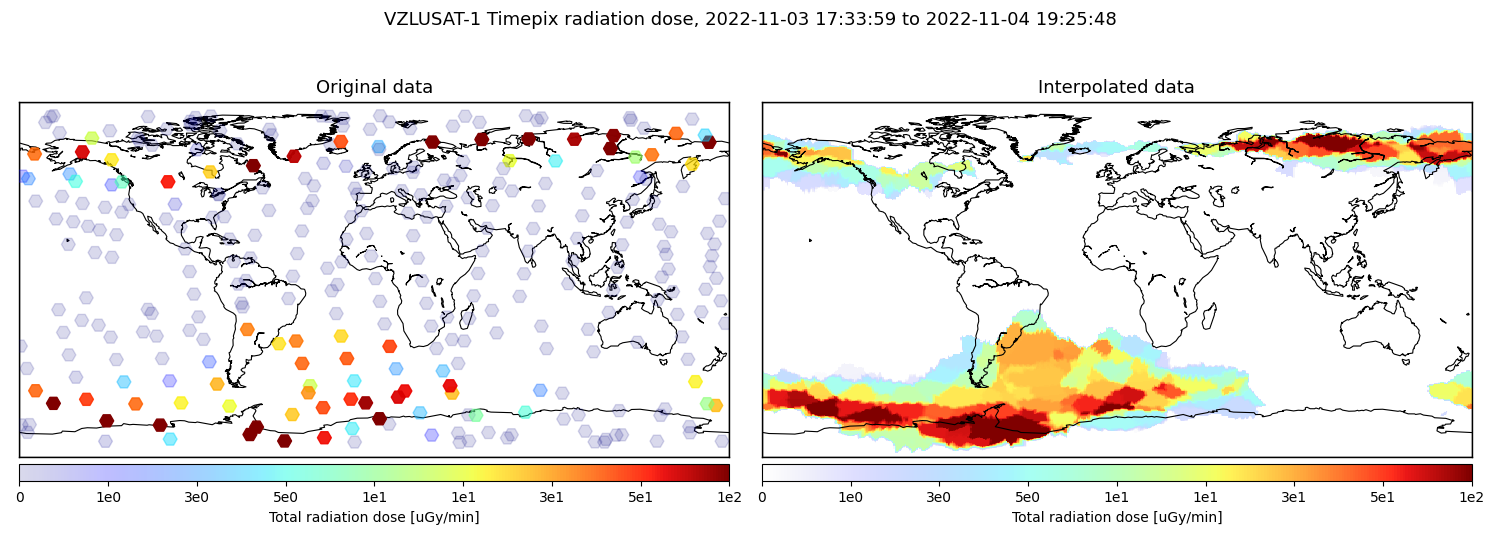 VZLUSAT-1 Timepix radiation dose, 2022-11-03 17:33:59 to 2022-11-04 19:25:48
Original data
Interpolated data
0 1e0 3e0 5e0 1e1 1e1 3e1 5e1 1e2
0 1e0 3e0 5e0 1e1 1e1 3e1 5e1 1e2
Total radiation dose [uGy/min]
Total radiation dose [uGy/min]